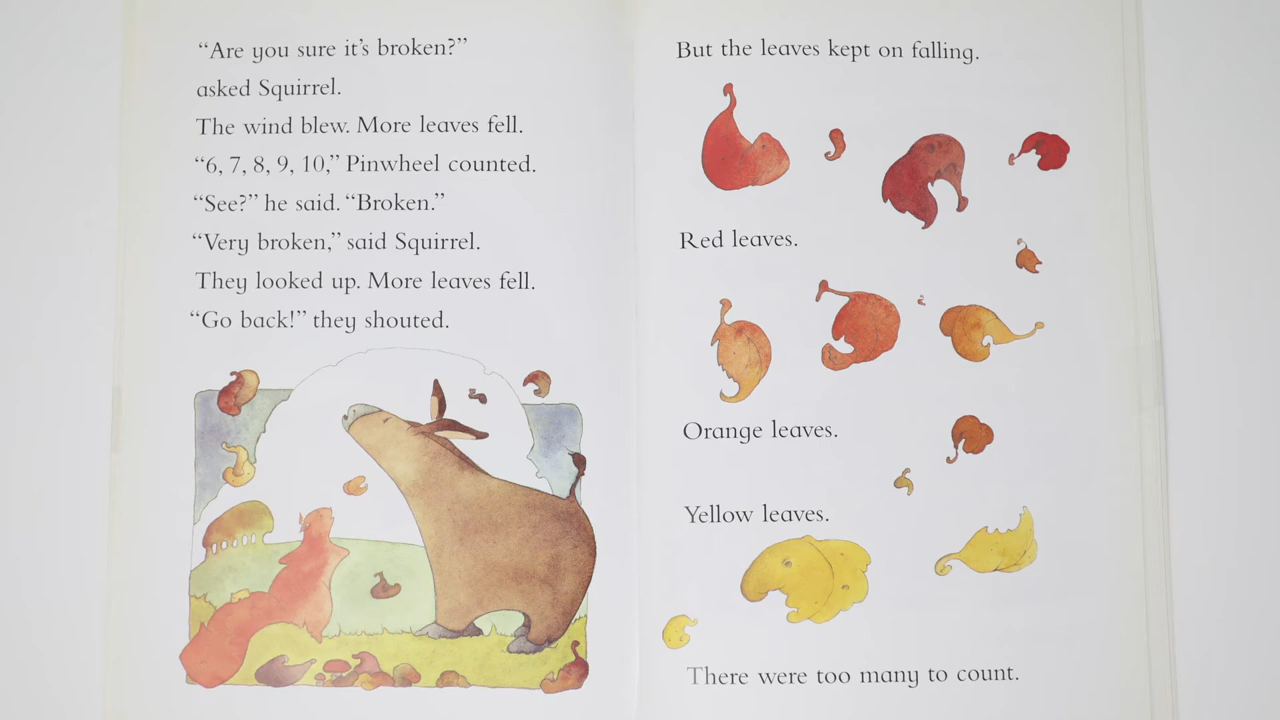 “Are you sure it’s broken?”
asked Squirrel.
The wind blew. More leaves fell.
“6, 7, 8, 9, 10,” Pinwheel counted.
“See?” he said. “Broken.”
“Very broken,” said Squirrel.
They looked up. More leaves fell.
“Go back!” they shouted.
But the leaves kept on falling.
Red leaves.
Orange leaves.
Yellow leaves.
There were too many to count.